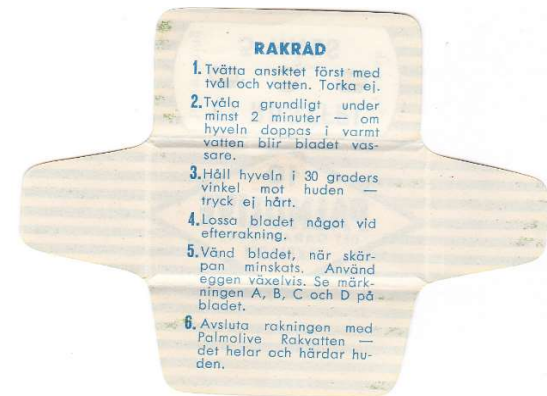 RAKRÅD
1. Tvätta ansiktet först med
tvål och vatten. Torka ej.
2. Tvåla grundligt under
minst 2 minuter — om
hyveln doppas i varmt
vatten blir bladet vas-
sare.
3. Håll hyveln i 30 graders
vinkel mot huden —
tryck ej hårt.
4. Lossa bladet något vid
efterrakning.
5. Vänd bladet, när skär-
pan minskats. Använd
eggen växelvis. Se märk-
ningen A, B, C och D på
bladet.
6. Avsluta rakningen med
Palmolive Rakvatten —
det helar och härdar hu-
den.